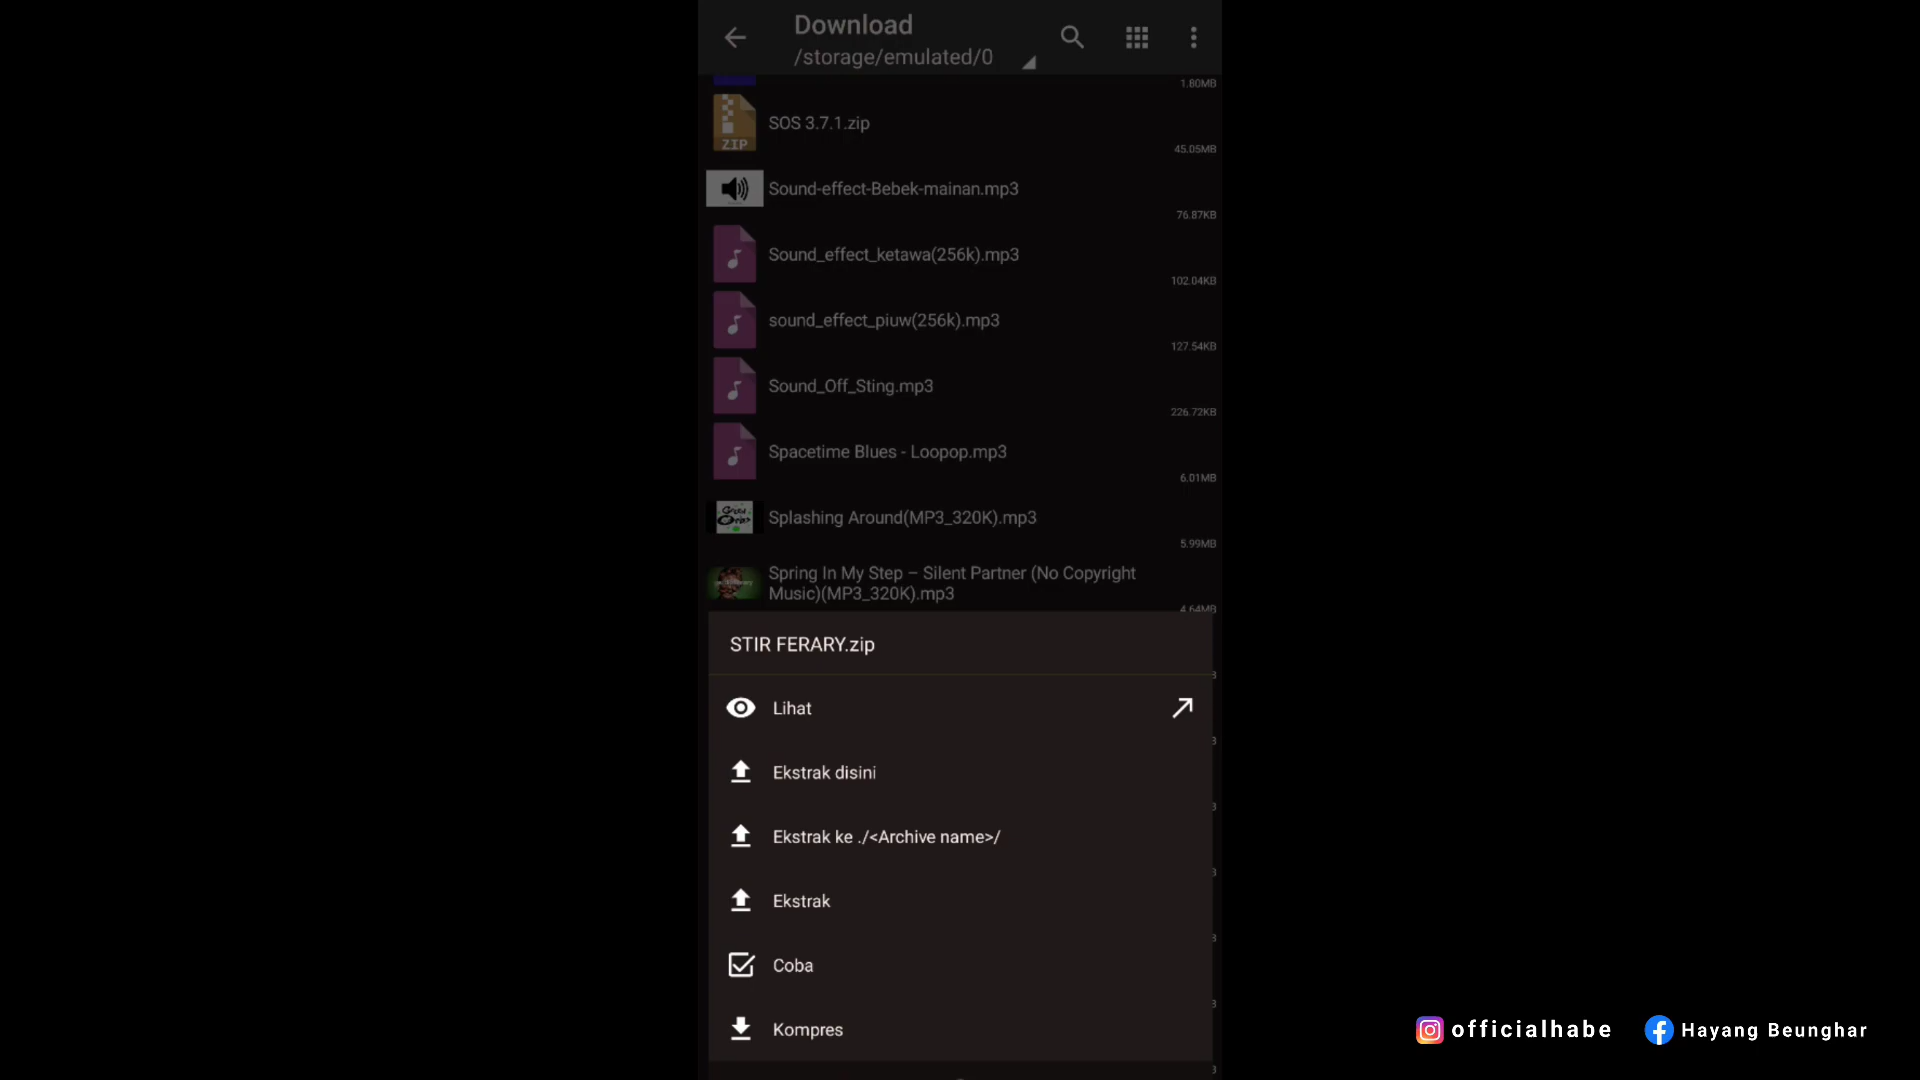 Download
/storage/emulated/0
1.80MB
ZIP
SOS 3.7.1.zip
45.05MB
Sound-effect-Bebek-mainan.mp3
76.87KB
Sound_effect_ketawa(256k).mp3
102.04KB
sound_effect_piuw(256k).mp3
127.54KB
Sound_Off_Sting.mp3
226.72KB
Spacetime Blues - Loopop.mp3
6.01MB
Splashing Around(MP3_320K).mp3
5.99MB
Spring In My Step – Silent Partner (No Copyright
Music)(MP3_320K).mp3
4.64MB
STIR FERARY.zip
Lihat
Ekstrak disini
Ekstrak ke ./<Archive name>/
Ekstrak
Coba
Kompres
officialhabe
Hayang Beunghar